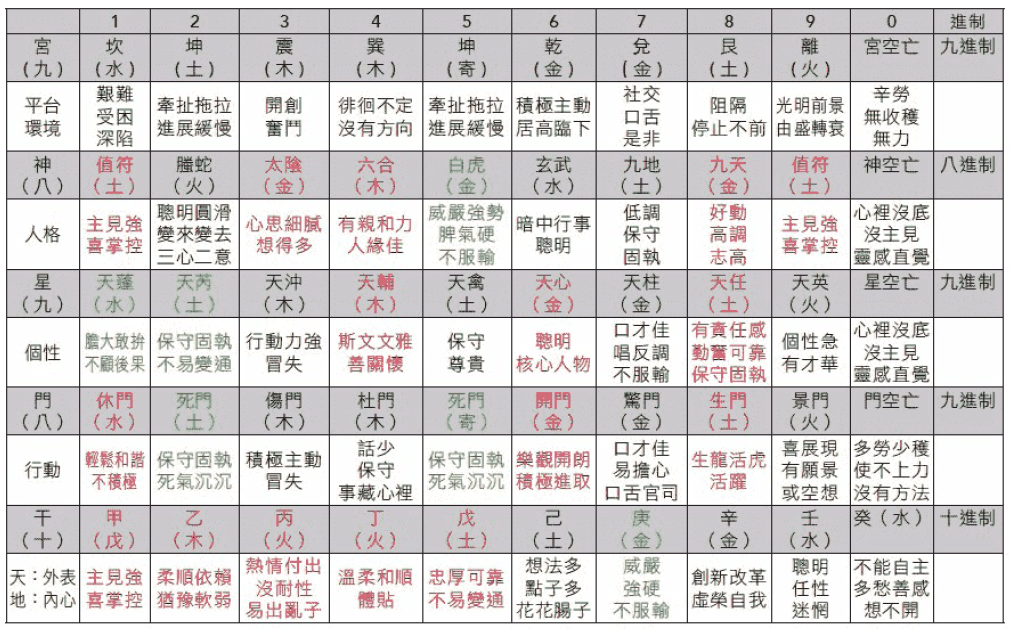 1 2 3 4 5 6 7 8 9 0 進制
宮 坎 坤 震 巽 坤 乾 兌 艮 離 宮空亡 九進制
(九) (水) (土) (木) (木) (寄) (金) (金) (土) (火)
平台 艱難 牽扯拖拉 開創 徘徊不定 牽扯拖拉 積極主動 社交 阻隔 光明前景 辛勞
環境 受困 進展緩慢 奮鬥 沒有方向 進展緩慢 居高臨下 口舌 停止不前 由盛轉衰 無收穫
深陷 是非 無力
神 值符 螣蛇 太陰 六合 白虎 玄武 九地 九天 值符 神空亡 八進制
(八) (土) (火) (金) (木) (金) (水) (土) (金) (土)
人格 主見強 聰明圓滑 心思細膩 有親和力 威嚴強勢 暗中行事 低調 好動 主見強 心裡沒底
喜掌控 變來變去 想得多 人緣佳 脾氣硬 聰明 保守 高調 喜掌控 沒主見
三心二意 不服輸 固執 志高 靈感直覺
星 天蓬 天芮 天沖 天輔 天禽 天心 天柱 天任 天英 星空亡 九進制
(九) (水) (土) (木) (木) (土) (金) (金) (土) (火)
個性 膽大敢拚 保守固執 行動力強 斯文文雅 保守 聰明 口才佳 有責任感 個性急 心裡沒底
不顧後果 不易變通 冒失 善關懷 尊貴 核心人物 唱反調 勤奮可靠 有才華 沒主見
不服輸 保守固執 靈感直覺
門 休門 死門 傷門 杜門 死門 開門 驚門 生門 景門 門空亡 九進制
(八) (水) (土) (木) (木) (寄) (金) (金) (土) (火)
行動 輕鬆和諧 保守固執 積極主動 話少 保守固執 樂觀開朗 口才佳 生龍活虎 喜展現 多勞少穫
不積極 死氣沉沉 冒失 保守 死氣沉沉 積極進取 易擔心 活躍 有願景 使不上力
事藏心裡 口舌官司 或空想 沒有方法
干 甲 乙 丙 丁 戊 己 庚 辛 壬 癸(水) 十進制
(十) (戊) (木) (火) (火) (土) (土) (金) (金) (水)
天：外表 主見強 柔順依賴 熱情付出 溫柔和順 忠厚可靠 想法多 威嚴 創新改革 聰明 不能自主
地：內心 喜掌控 猶豫軟弱 沒耐性 體貼 不易變通 點子多 強硬 虛榮自我 任性 多愁善感
易出亂子 花花腸子 不服輸 迷惘 想不開